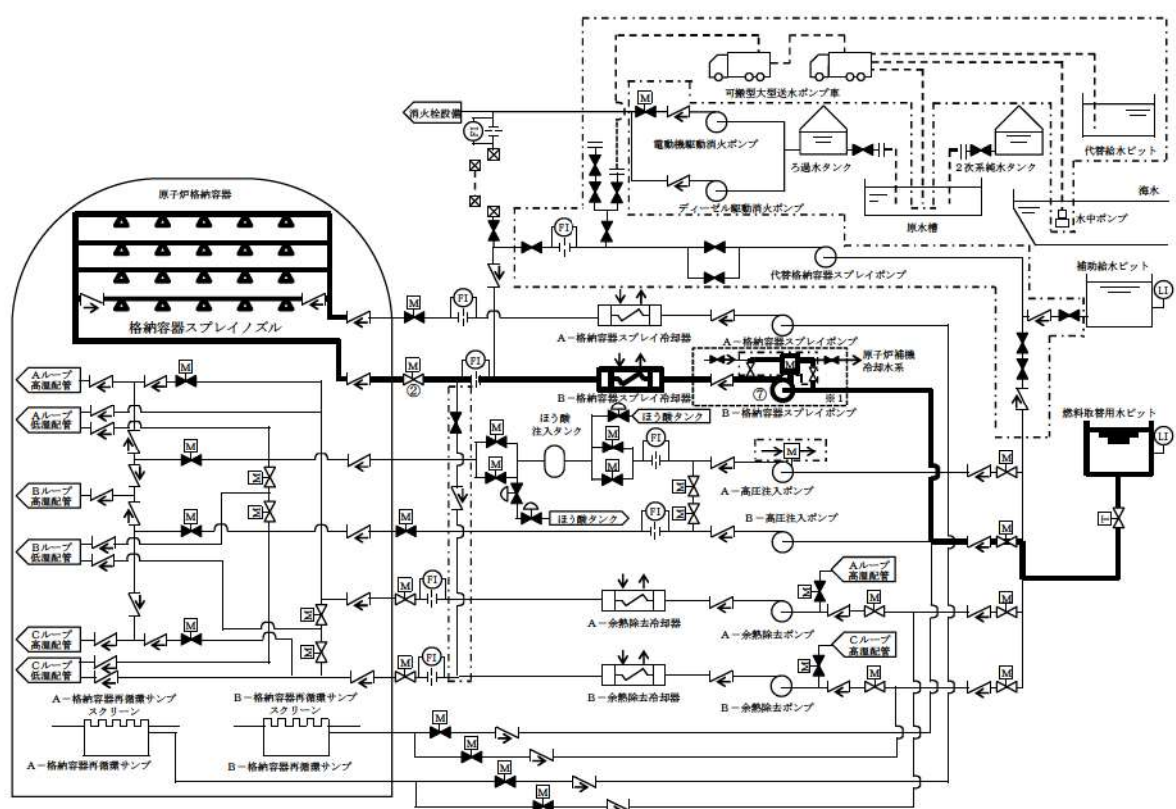 可搬型大型送水ポンプ車
消火栓設備
M
電動機駆動消火ポンプ
ろ過水タンク
2次系純水タンク
代替給水ピット
ディーゼル駆動消火ポンプ
原水槽
海水
水中ポンプ
原子炉格納容器
FI
代替格納容器スプレイポンプ
補助給水ピット
LI
格納容器スプレイノズル
M
FI
A-格納容器スプレイ冷却器
A-格納容器スプレイポンプ
原子炉補機
冷却水系
M
FI
M
②
B-格納容器スプレイ冷却器
⑦
※1
B-格納容器スプレイポンプ
燃料取替用水ピット
LI
Aループ
高温配管
M
Aループ
低温配管
ほう酸
注入タンク
ほう酸タンク
M
M
M
M
FI
M
A-高圧注入ポンプ
M
M
M
Bループ
高温配管
M
M
M
ほう酸タンク
M
M
FI
B-高圧注入ポンプ
M
Bループ
低温配管
Aループ
高温配管
M
FI
M
M
M
M
A-余熱除去冷却器
A-余熱除去ポンプ
Cループ
高温配管
M
M
Cループ
高温配管
Cループ
低温配管
M
FI
M
M
M
B-余熱除去冷却器
B-余熱除去ポンプ
A-格納容器再循環サンプ
スクリーン
B-格納容器再循環サンプ
スクリーン
M
M
A-格納容器再循環サンプ
B-格納容器再循環サンプ
M
M